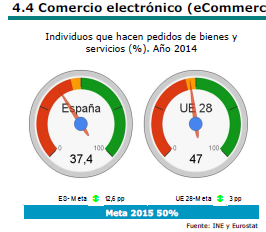 4.4 Comercio electrónico (eCommerc
Individuos que hacen pedidos de bienes y
servicios (%). Año 2014
España
0 100
37,4
UE 28
0 100
47
ES-Meta 12,6 pp
UE 28-Meta 3 pp
Meta 2015 50%
Fuente: INE y Eurostat